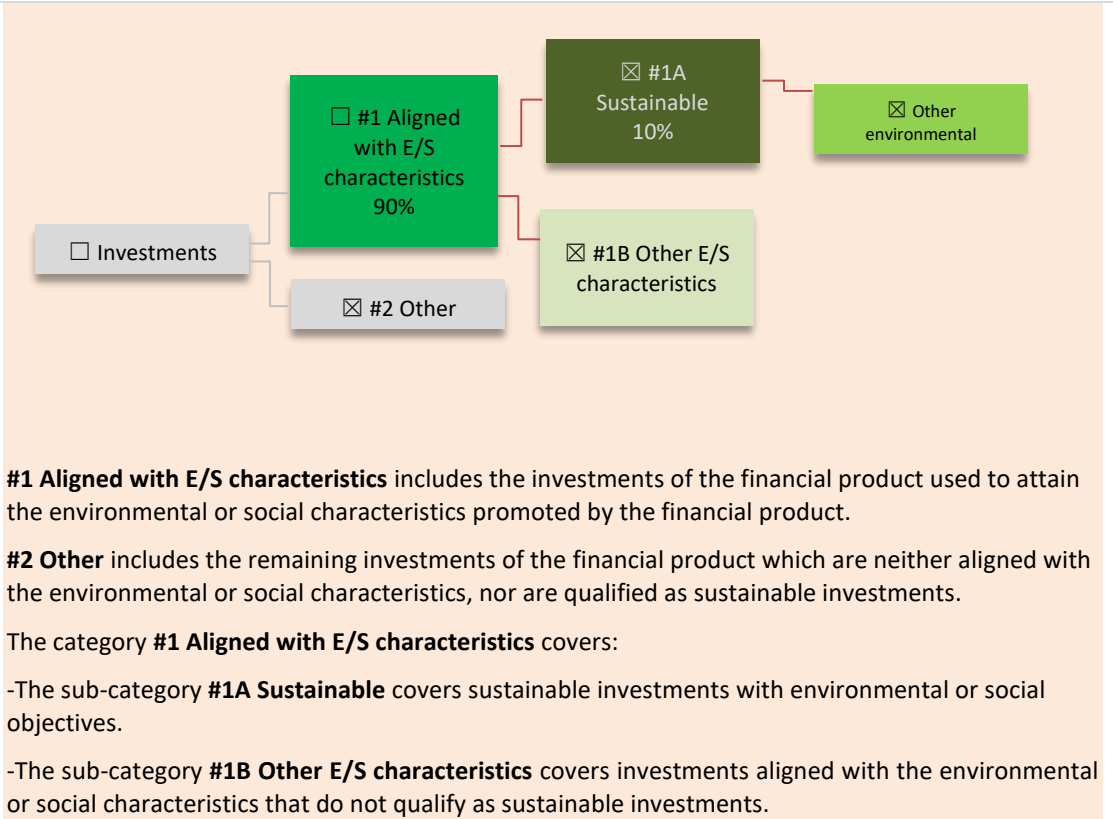 ☒ #1A
Sustainable
10%
☒ Other
environmental
☐ #1 Aligned
with E/S
characteristics
90%
☐ Investments
☒ #1B Other E/S
characteristics
☒ #2 Other
#1 Aligned with E/S characteristics includes the investments of the financial product used to attain
the environmental or social characteristics promoted by the financial product.
#2 Other includes the remaining investments of the financial product which are neither aligned with
the environmental or social characteristics, nor are qualified as sustainable investments.
The category #1 Aligned with E/S characteristics covers:
-The sub-category #1A Sustainable covers sustainable investments with environmental or social
objectives.
-The sub-category #1B Other E/S characteristics covers investments aligned with the environmental
or social characteristics that do not qualify as sustainable investments.